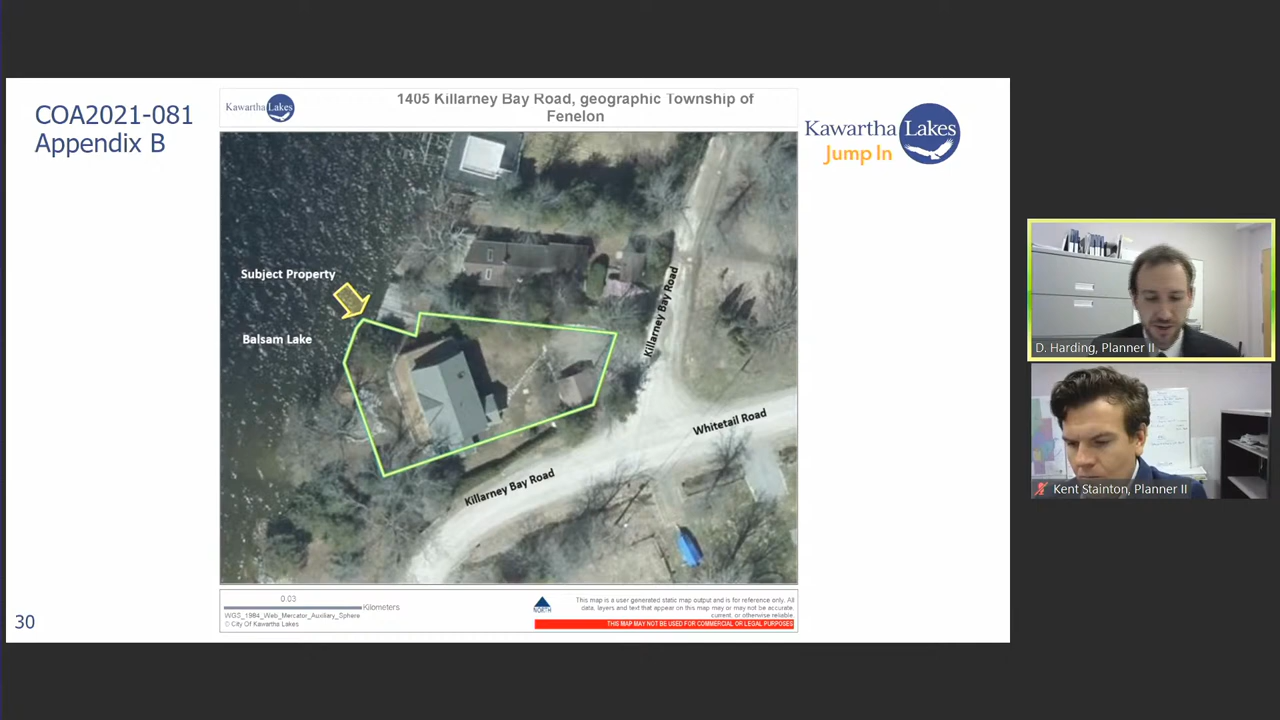 COA2021-081
Appendix B
Kawartha Lakes
1405 Killarney Bay Road, geographic Township of
Fenelon
Kawartha Lakes
Jump In
Subject Property
Balsam Lake
Killarney Bay Road
Whitetail Road
Killarney Bay Road
0.03
Kilometers
WGS_1984_Web_Mercator_Auxiliary_Sphere
© City Of Kawartha Lakes
NORTH
This map is a user generated static map output and is for reference only. All
data, layers and text that appear on this map may or may not be accurate,
current, or otherwise reliable.
THIS MAP MAY NOT BE USED FOR COMMERCIAL OR LEGAL PURPOSES
30
D. Harding, Planner II
Kent Stainton, Planner II